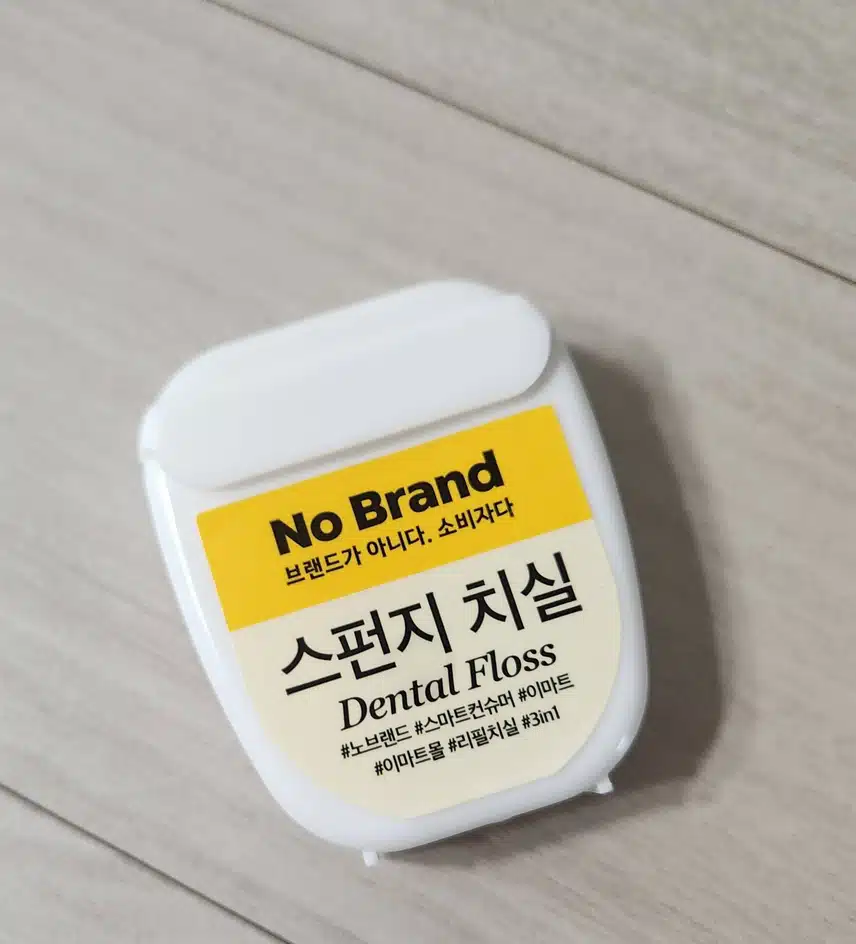 No Brand
브랜드가 아니다. 소비자다
스펀지 치실
Dental Floss
#노브랜드 #스마트컨슈머 #이마트
#이마트몰 #리필치실 #3in1